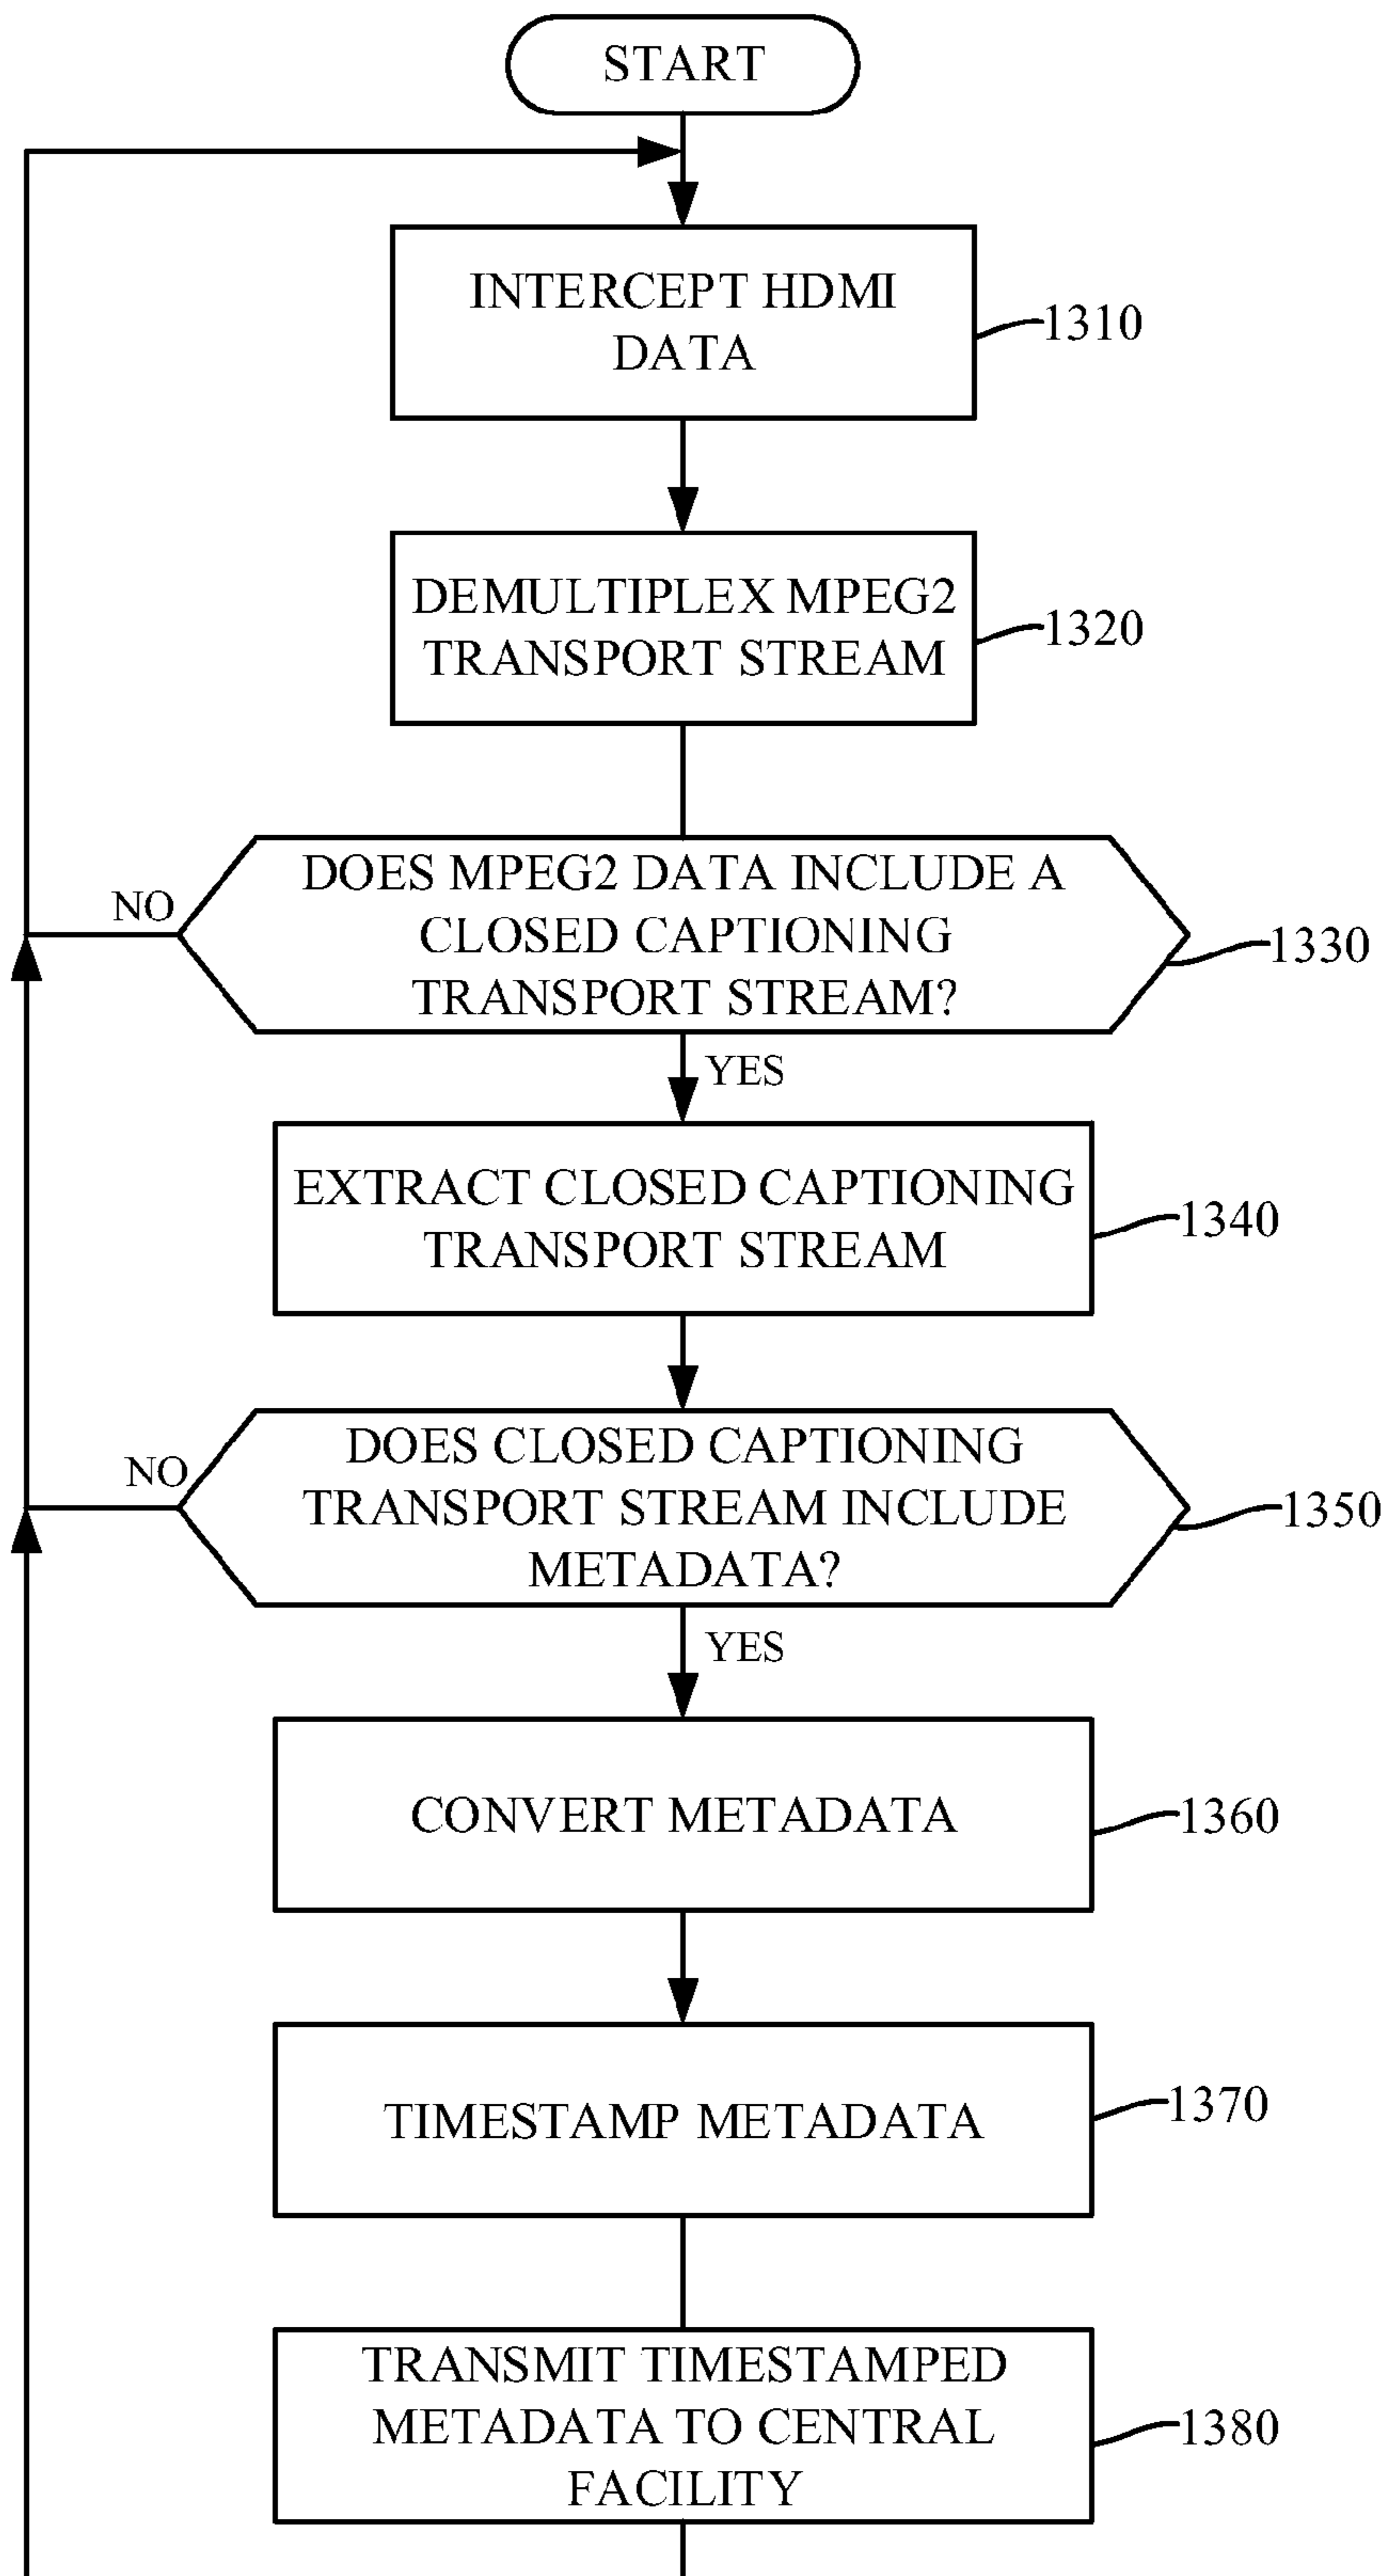 START
INTERCEPT HDMI
DATA
1310
DEMULTIPLEX MPEG2
TRANSPORT STREAM
1320
DOES MPEG2 DATA INCLUDE A
CLOSED CAPTIONING
TRANSPORT STREAM?
NO
1330
YES
EXTRACT CLOSED CAPTIONING
TRANSPORT STREAM
1340
DOES CLOSED CAPTIONING
TRANSPORT STREAM INCLUDE
METADATA?
NO
1350
YES
CONVERT METADATA
1360
TIMESTAMP METADATA
1370
TRANSMIT TIMESTAMPED
METADATA TO CENTRAL
FACILITY
1380